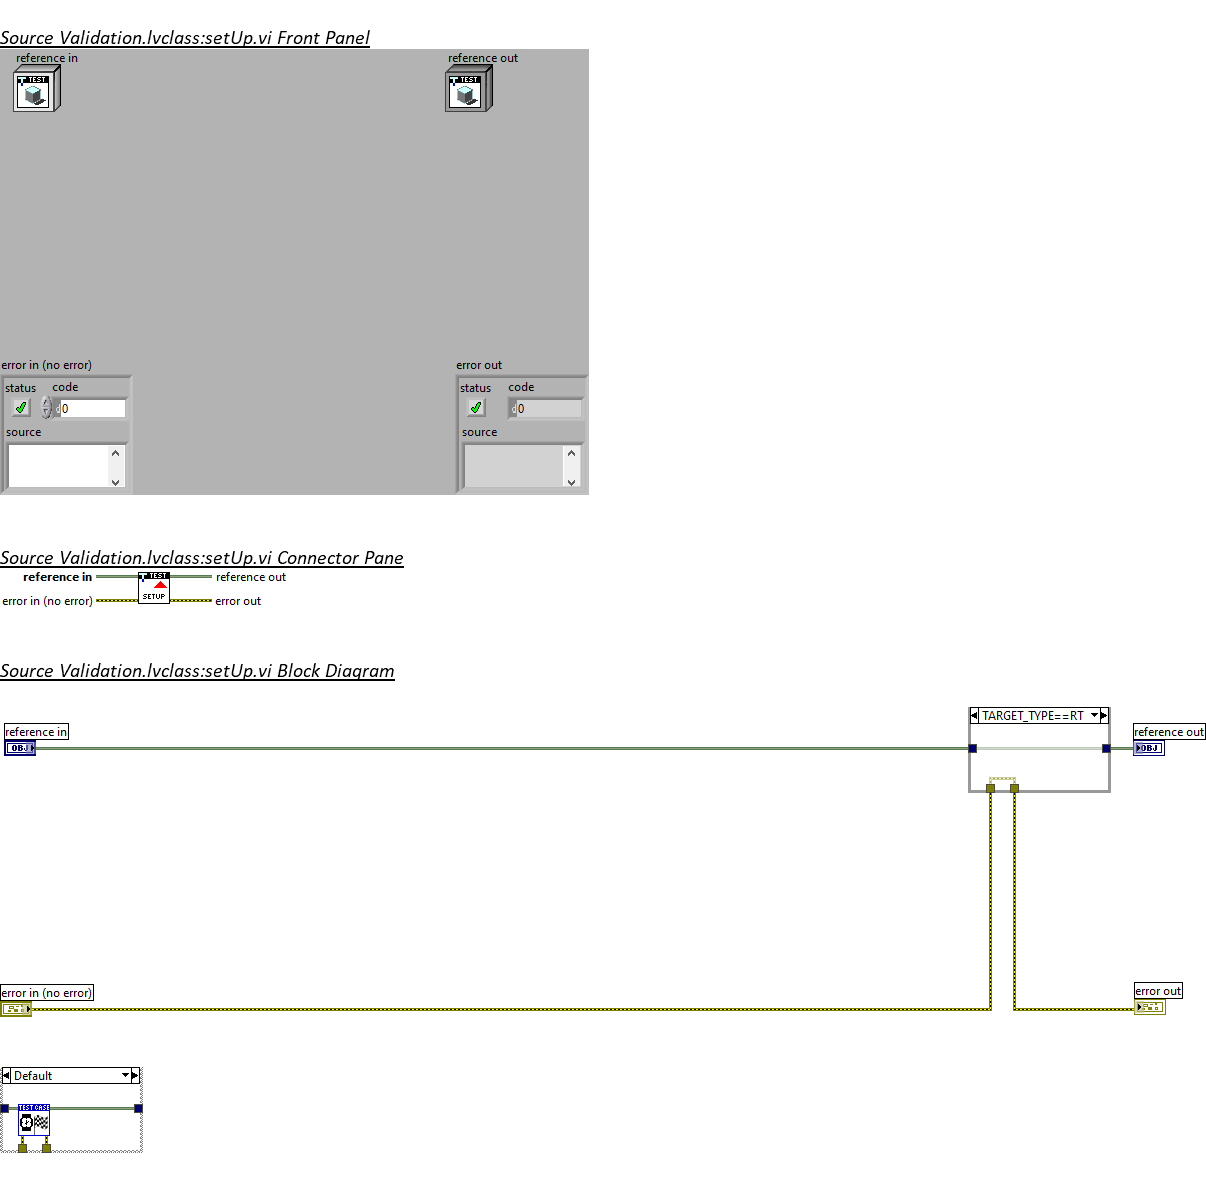 Source Validation.lvclass:setUp.vi Front Panel
reference in
reference out
TEST
TEST
error in (no error)
error out
status code
status code
d 0
d 0
source
source
Source Validation.lvclass:setUp.vi Connector Pane
reference in
TEST
SETUP
reference out
error in (no error)
error out
Source Validation.lvclass:setUp.vi Block Diagram
TARGET_TYPE==RT
reference in
reference out
OBJ
OBJ
error in (no error)
error out
Default
TEST CASE